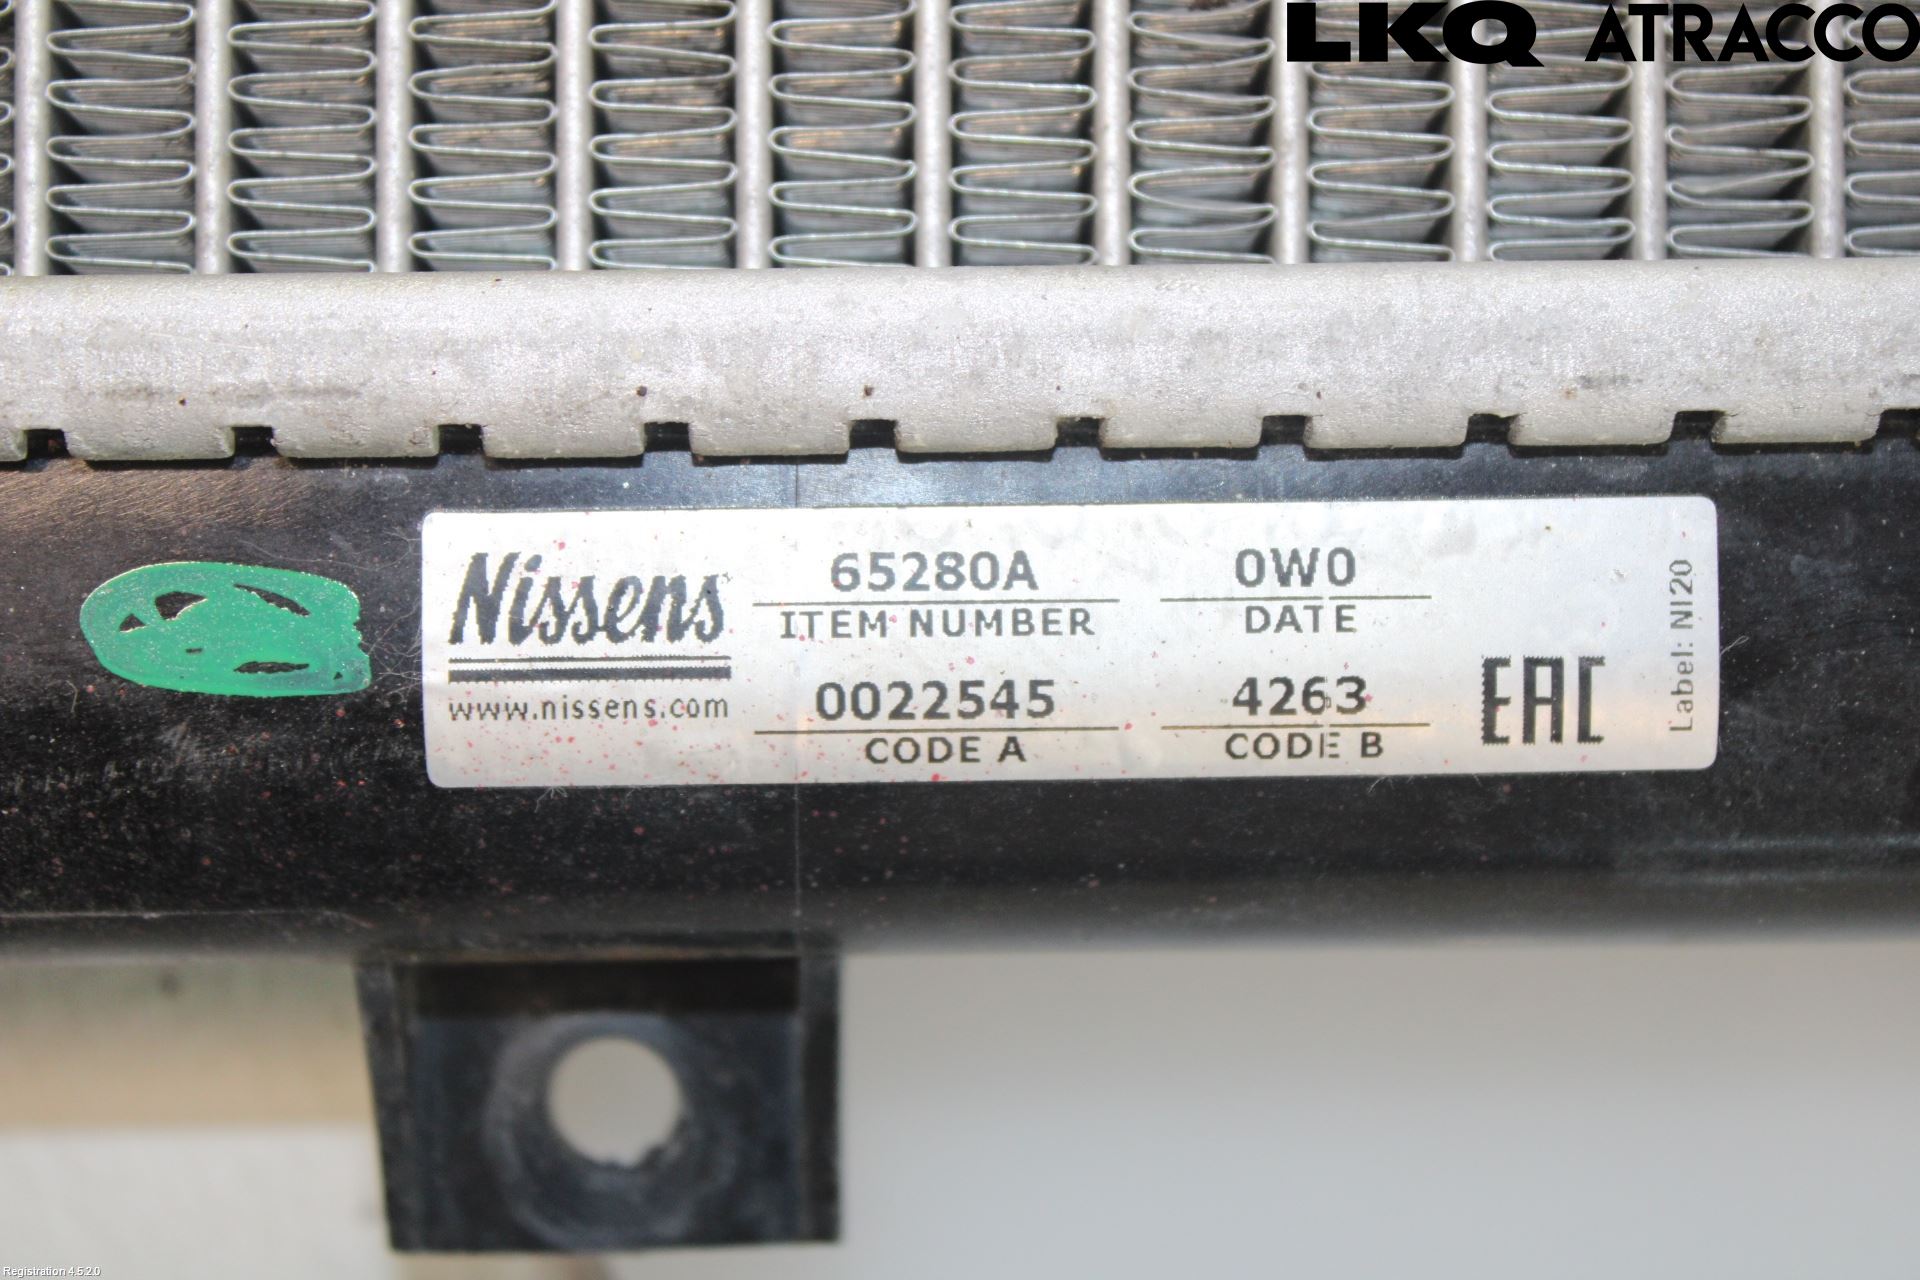 LKQ ATRACCO
Nissens
www.nissens.com
65280A
ITEM NUMBER
0W0
DATE
0022545
CODE A
4263
CODE B
EAC
Label: NI20
Registration 4.5.2.0